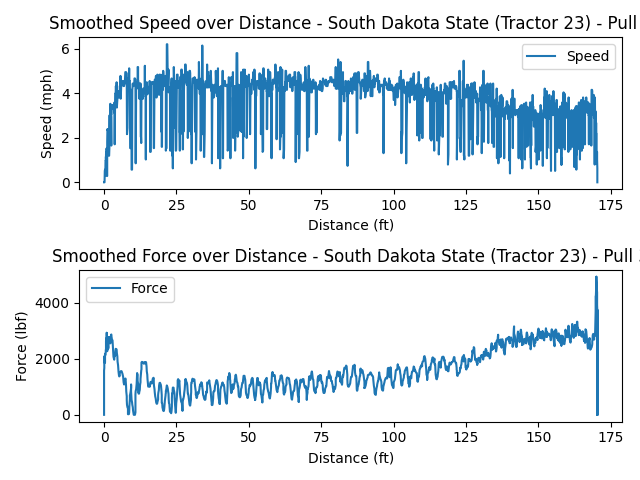 Smoothed Speed over Distance - South Dakota State (Tractor 23) - Pull
Speed
Speed (mph)
6
4
2
0
0 25 50 75 100 125 150 175
Distance (ft)
Smoothed Force over Distance - South Dakota State (Tractor 23) - Pull
Force
Force (lbf)
4000
2000
0
0 25 50 75 100 125 150 175
Distance (ft)